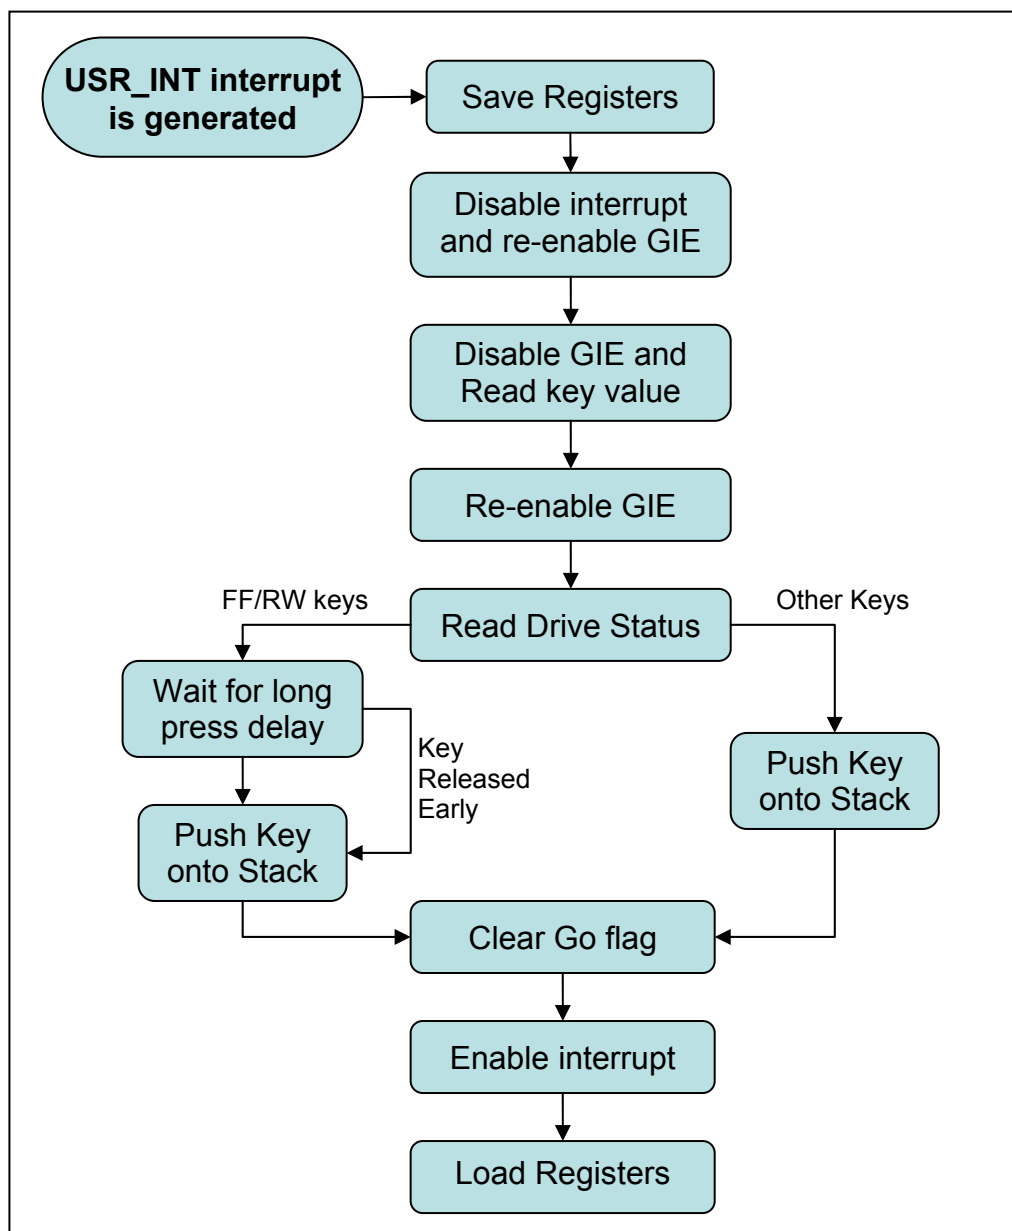 USR_INT interrupt
is generated
Save Registers
Disable interrupt
and re-enable GIE
Disable GIE and
Read key value
Re-enable GIE
FF/RW keys
Read Drive Status
Other Keys
Wait for long
press delay
Key
Released
Early
Push Key
onto Stack
Push Key
onto Stack
Clear Go flag
Enable interrupt
Load Registers